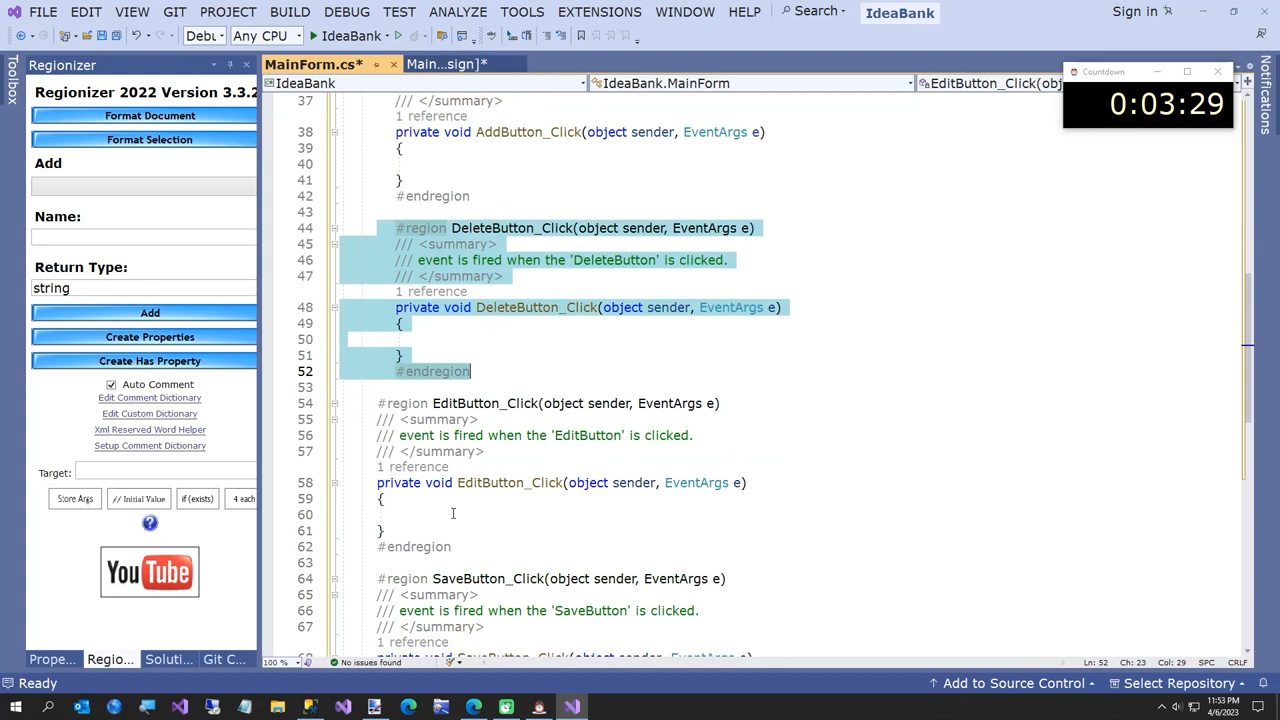 FILE EDIT VIEW GIT PROJECT BUILD DEBUG TEST ANALYZE TOOLS EXTENSIONS WINDOW HELP Search IdeaBank Sign in
Debu Any CPU IdeaBank
Toolbox
Regionizer
Regionizer 2022 Version 3.3.2
Format Document
Format Selection
Add
Name:
Return Type:
string
Add
Create Properties
Create Has Property
Auto Comment
Edit Comment Dictionary
Edit Custom Dictionary
Xml Reserved Word Helper
Setup Comment Dictionary
Target:
Store Args // Initial Value if (exists) 4 each
?
YouTube
Prope... Regio... Soluti... Git C...
MainForm.cs* Main...sign]*
IdeaBank IdeaBank.MainForm EditButton_Click(obj
Countdown
0:03:29
Notifications
37 /// </summary>
1 reference
38 private void AddButton_Click(object sender, EventArgs e)
39 {
40
41 }
42 #endregion
43
44 #region DeleteButton_Click(object sender, EventArgs e)
45 /// <summary>
46 /// event is fired when the 'DeleteButton' is clicked.
47 /// </summary>
1 reference
48 private void DeleteButton_Click(object sender, EventArgs e)
49 {
50
51 }
52 #endregion
53
54 #region EditButton_Click(object sender, EventArgs e)
55 /// <summary>
56 /// event is fired when the 'EditButton' is clicked.
57 /// </summary>
1 reference
58 private void EditButton_Click(object sender, EventArgs e)
59 {
60
61 }
62 #endregion
63
64 #region SaveButton_Click(object sender, EventArgs e)
65 /// <summary>
66 /// event is fired when the 'SaveButton' is clicked.
67 /// </summary>
1 reference
68 private void SaveButton_Click(object sender, EventArgs e)
100 % No issues found Ln: 52 Ch: 23 Col: 29 SPC CRLF
Ready Add to Source Control Select Repository
11:53 PM
4/6/2023